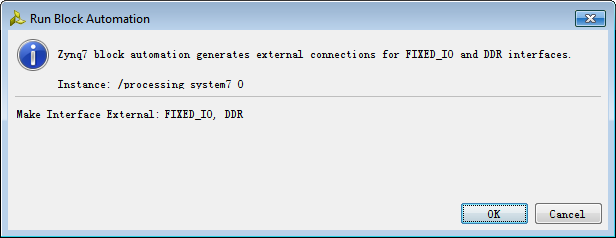 Run Block Automation
Zynq7 block automation generates external connections for FIXED_IO and DDR interfaces.
Instance: /processing_system7_0
Make Interface External: FIXED_IO, DDR
OK
Cancel